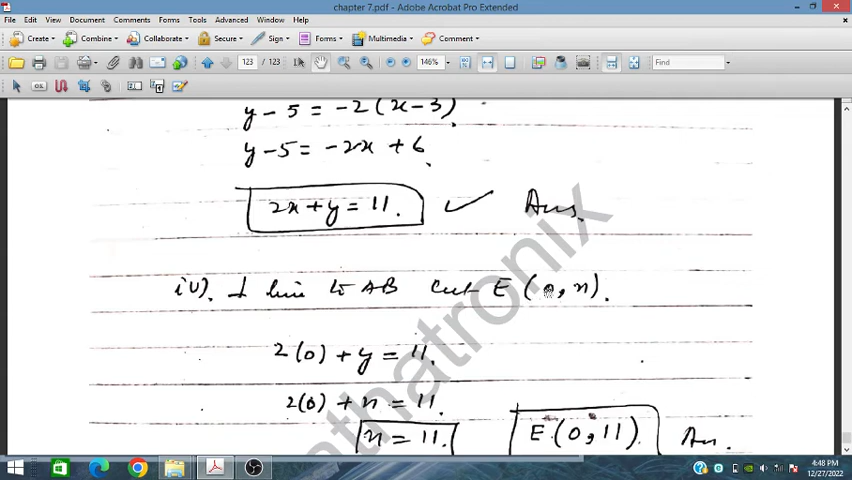 chapter 7.pdf - Adobe Acrobat Pro Extended
File Edit View Document Comments Forms Tools Advanced Window Help
Create Combine Collaborate Secure Sign Forms Multimedia Comment
123 / 123 146% Find
y - 5 = -2 (x - 3).
y - 5 = -2x + 6.
2x + y = 11. ✓ Ans.
iv). ⊥ line to AB cut E (0, n).
2(0) + y = 11.
2(0) + n = 11.
n = 11. E.(0, 11). An.
mathatronix
4:48 PM
12/27/2022